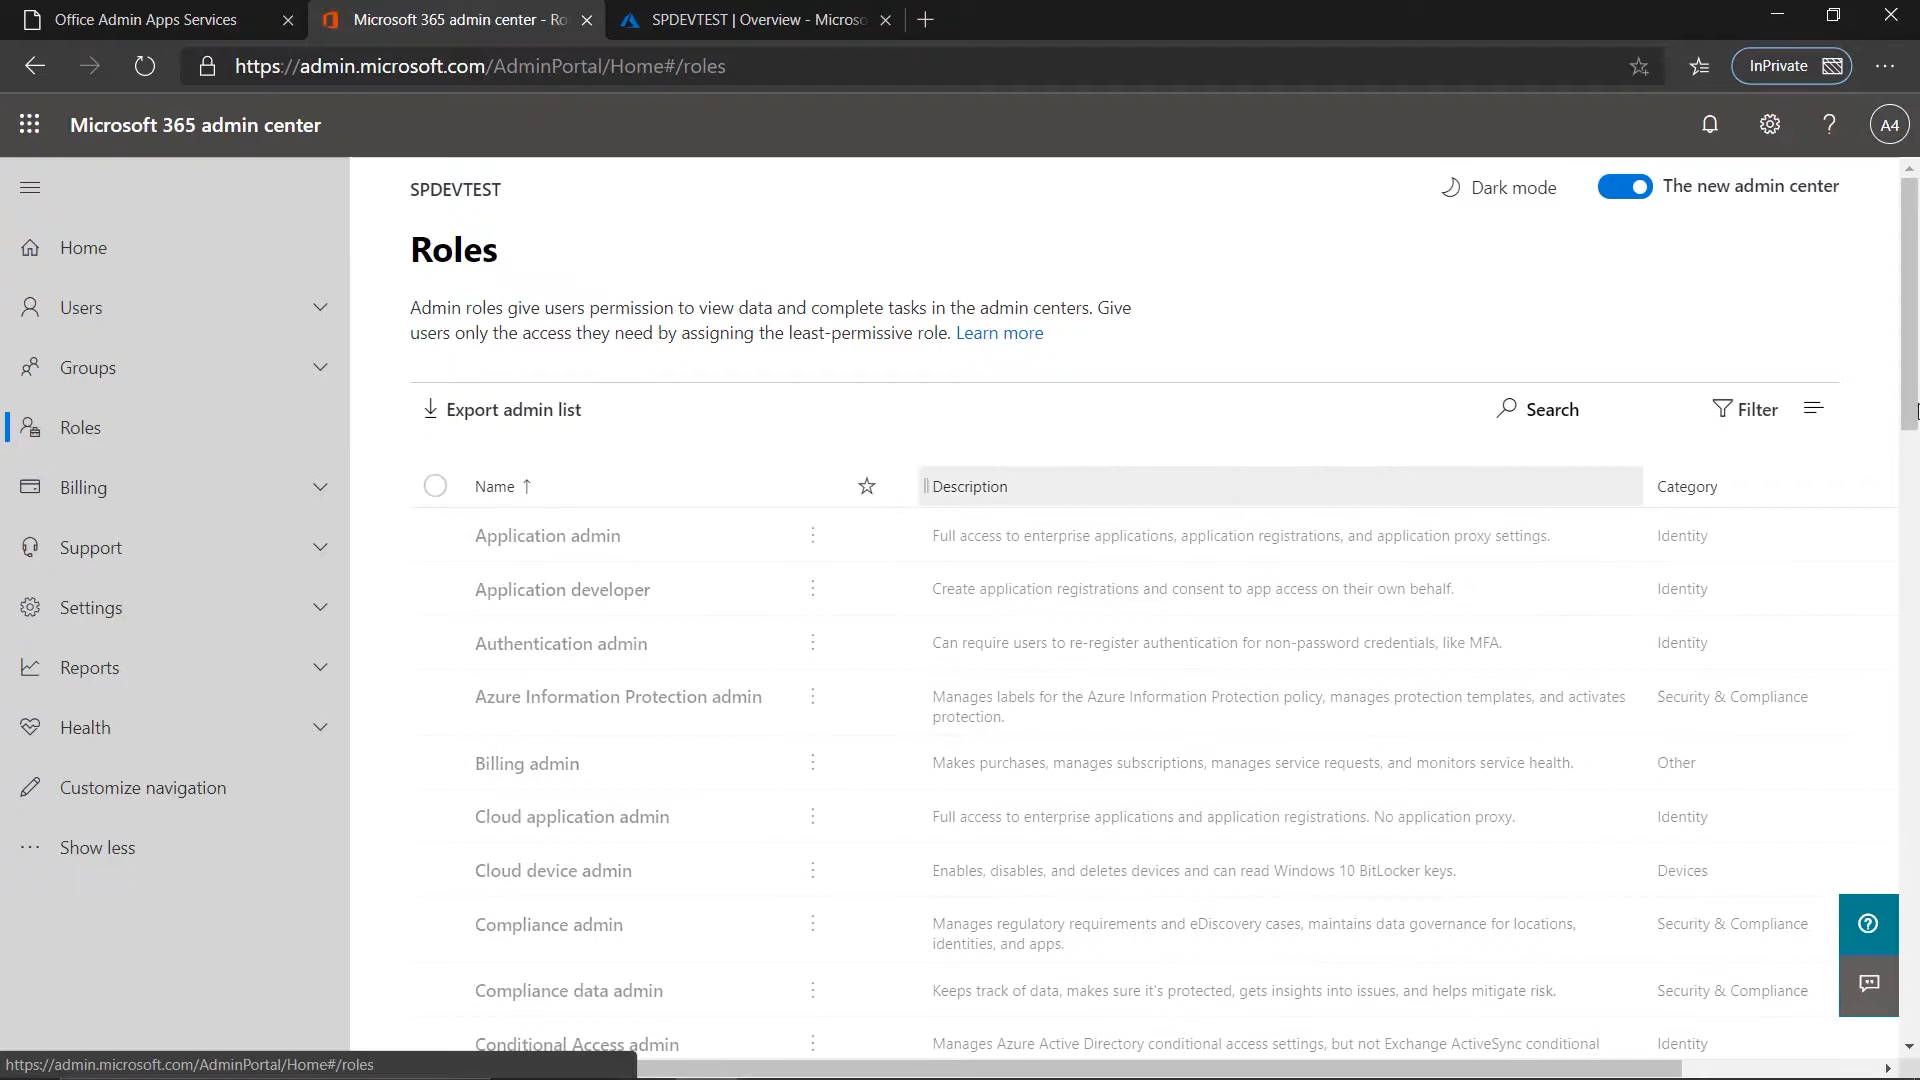 Office Admin Apps Services
Microsoft 365 admin center - Ro
SPDEVTEST | Overview - Microso
https://admin.microsoft.com/AdminPortal/Home#/roles
InPrivate
Microsoft 365 admin center
A4
SPDEVTEST
Dark mode
The new admin center
Roles
Admin roles give users permission to view data and complete tasks in the admin centers. Give
users only the access they need by assigning the least-permissive role. Learn more
Home
Users
Groups
Roles
Billing
Support
Settings
Reports
Health
Customize navigation
Show less
Export admin list
Search
Filter
Name ↑
Description
Category
Application admin
Full access to enterprise applications, application registrations, and application proxy settings.
Identity
Application developer
Create application registrations and consent to app access on their own behalf.
Identity
Authentication admin
Can require users to re-register authentication for non-password credentials, like MFA.
Identity
Azure Information Protection admin
Manages labels for the Azure Information Protection policy, manages protection templates, and activates
protection.
Security & Compliance
Billing admin
Makes purchases, manages subscriptions, manages service requests, and monitors service health.
Other
Cloud application admin
Full access to enterprise applications and application registrations. No application proxy.
Identity
Cloud device admin
Enables, disables, and deletes devices and can read Windows 10 BitLocker keys.
Devices
Compliance admin
Manages regulatory requirements and eDiscovery cases, maintains data governance for locations,
identities, and apps.
Security & Compliance
Compliance data admin
Keeps track of data, makes sure it's protected, gets insights into issues, and helps mitigate risk.
Security & Compliance
Conditional Access admin
Manages Azure Active Directory conditional access settings, but not Exchange ActiveSync conditional
Identity
https://admin.microsoft.com/AdminPortal/Home#/roles